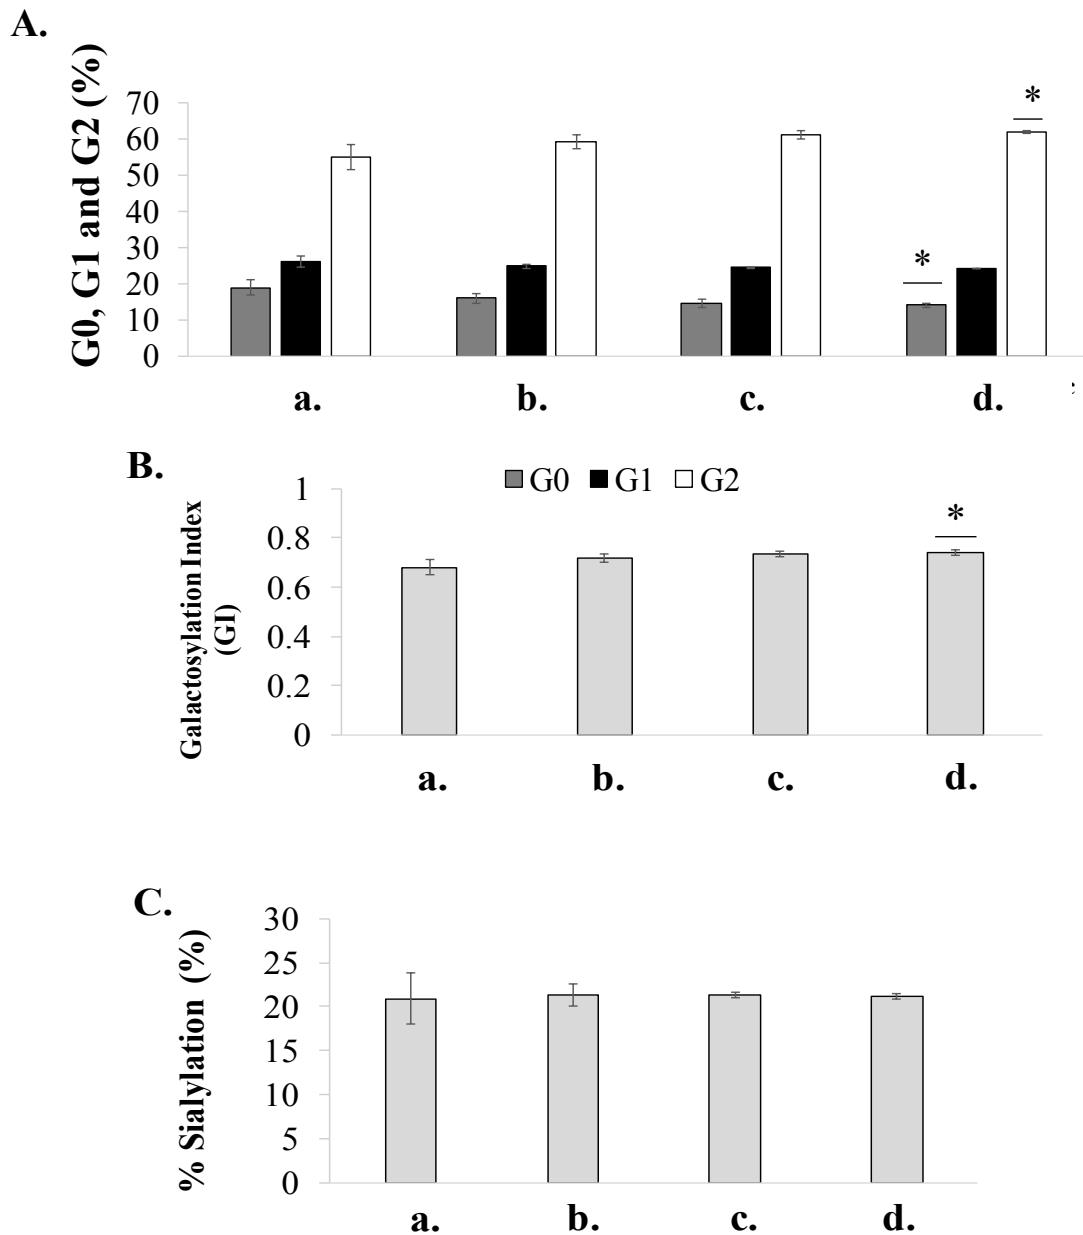 A.
G0, G1 and G2 (%)
70
60
50
40
30
20
10
0
*
*
a. b. c. d.
B.
G0 G1 G2
Galactosylation Index
(GI)
1
0.8
0.6
0.4
0.2
0
*
a. b. c. d.
C.
% Sialylation (%)
30
25
20
15
10
5
0
a. b. c. d.